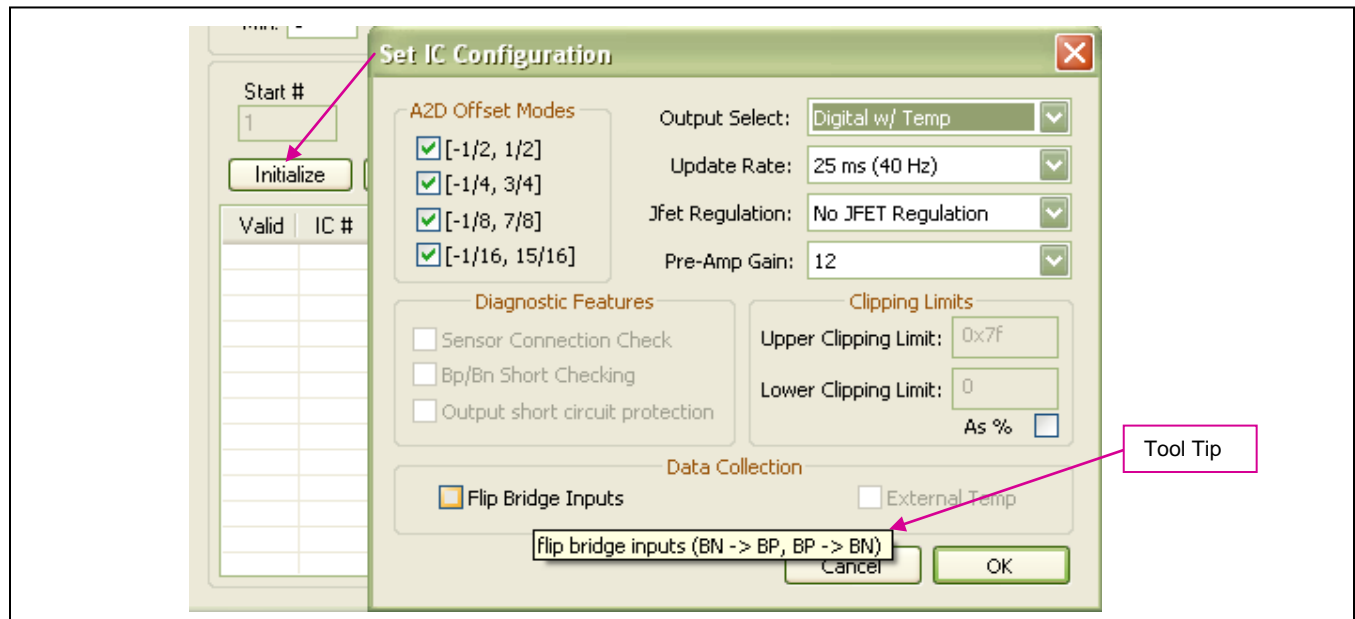 Set IC Configuration
Start #
1
Initialize
Valid IC #
A2D Offset Modes
[-1/2, 1/2]
[-1/4, 3/4]
[-1/8, 7/8]
[-1/16, 15/16]
Output Select: Digital w/ Temp
Update Rate: 25 ms (40 Hz)
Jfet Regulation: No JFET Regulation
Pre-Amp Gain: 12
Diagnostic Features
Sensor Connection Check
Bp/Bn Short Checking
Output short circuit protection
Clipping Limits
Upper Clipping Limit: 0x7f
Lower Clipping Limit: 0
As %
Tool Tip
Data Collection
Flip Bridge Inputs
External Temp
flip bridge inputs (BN -> BP, BP -> BN)
Cancel
OK